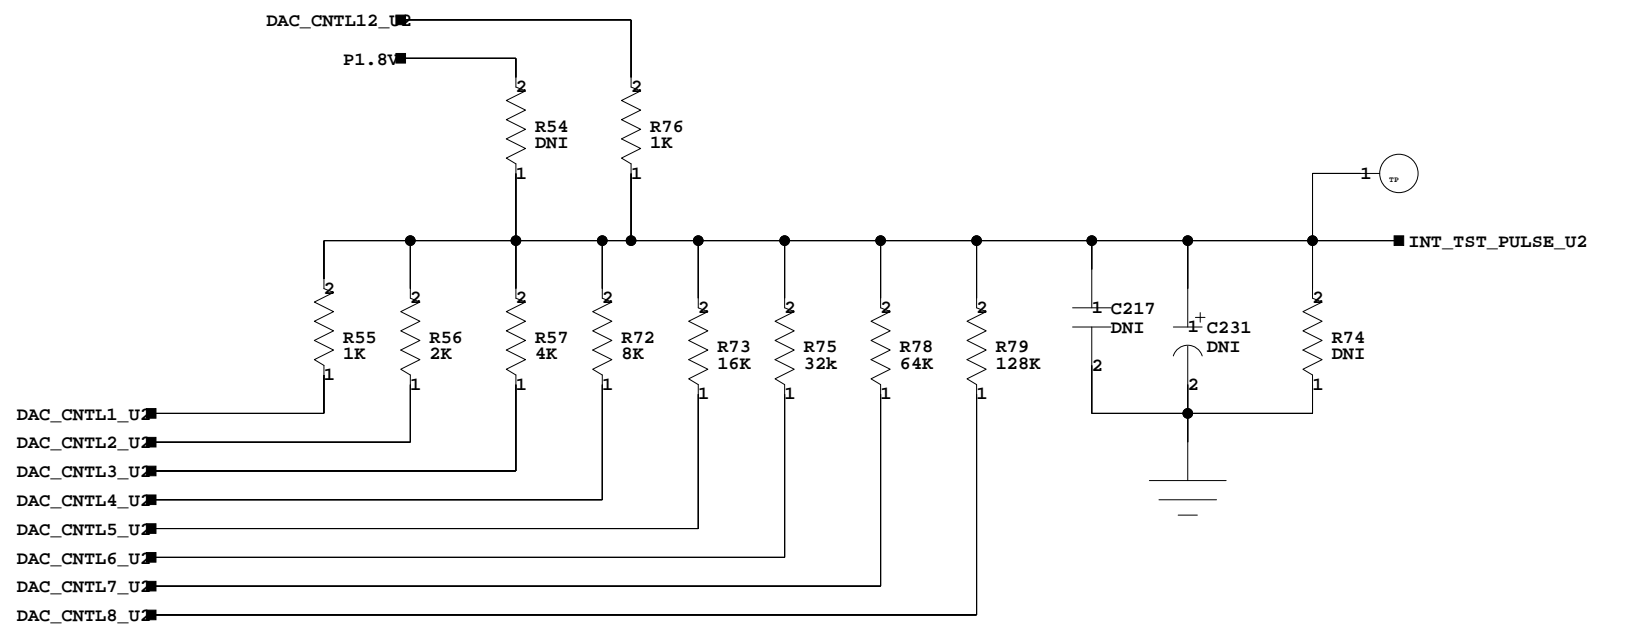 DAC_CNTL12_U2
P1.8V
2
2
R54
DNI
R76
1K
1
1
1
TP
INT_TST_PULSE_U2
2
R55
1K
1
2
R56
2K
1
2
R57
4K
1
2
R72
8K
1
2
R73
16K
1
2
R75
32k
1
2
R78
64K
1
2
R79
128K
1
1
C217
DNI
2
1
+
C231
DNI
2
2
R74
DNI
1
DAC_CNTL1_U2
DAC_CNTL2_U2
DAC_CNTL3_U2
DAC_CNTL4_U2
DAC_CNTL5_U2
DAC_CNTL6_U2
DAC_CNTL7_U2
DAC_CNTL8_U2